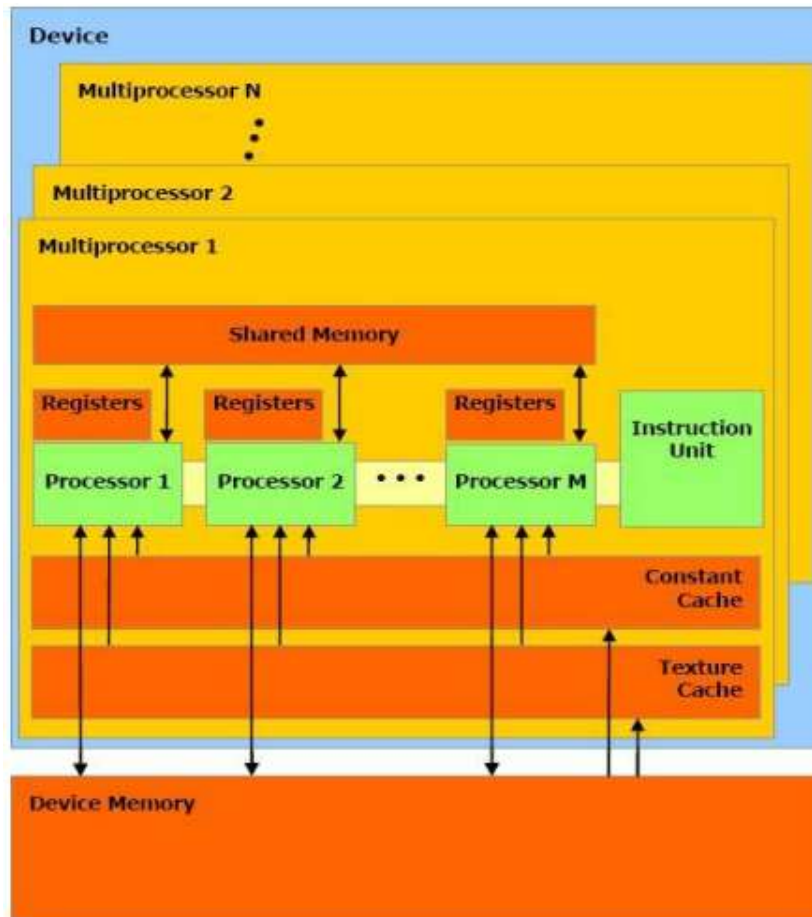 Device
Multiprocessor N
Multiprocessor 2
Multiprocessor 1
Shared Memory
Registers
Registers
Registers
Instruction
Unit
Processor 1
Processor 2
Processor M
Constant
Cache
Texture
Cache
Device Memory